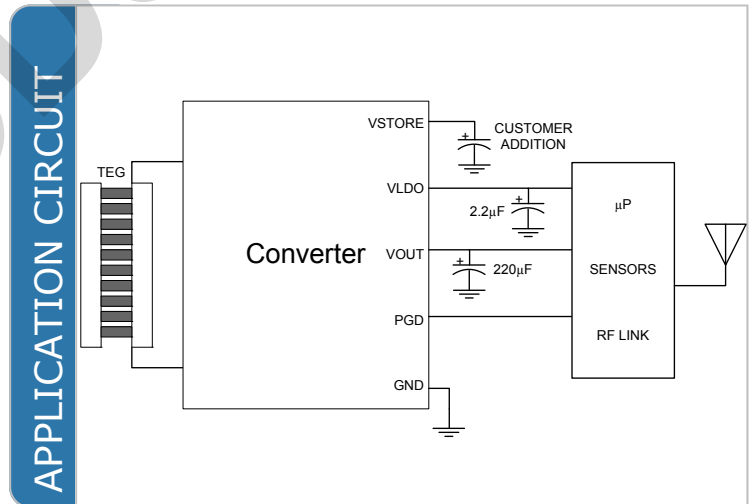 APPLICATION CIRCUIT
TEG
Converter
VSTORE
VLDO
VOUT
PGD
GND
+
CUSTOMER
ADDITION
+
2.2μF
+
220μF
μP
SENSORS
RF LINK